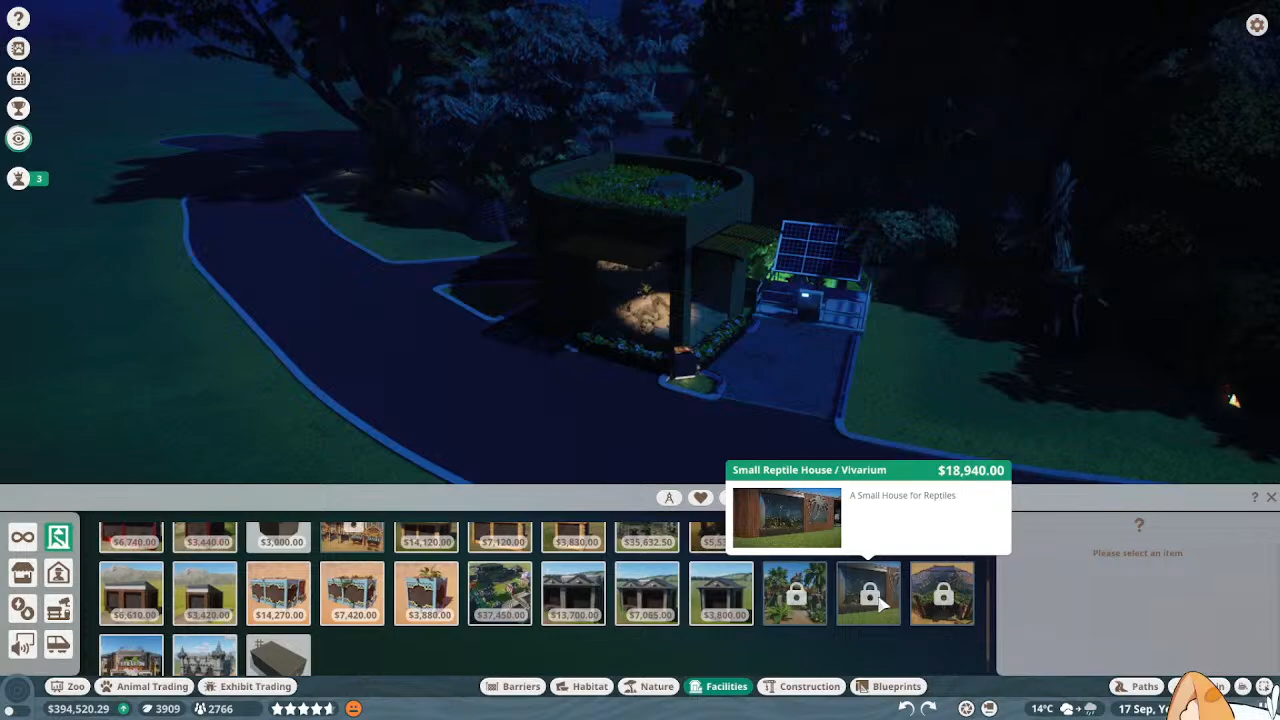 ?
3
Small Reptile House / Vivarium $18,940.00
A Small House for Reptiles
? ×
$6,740.00 $3,440.00 $3,000.00 $14,120.00 $7,120.00 $3,830.00 $35,632.50
?
Please select an item
$6,610.00 $3,420.00 $14,270.00 $7,420.00 $3,880.00 $37,450.00 $13,700.00 $7,065.00 $3,800.00
Zoo Animal Trading Exhibit Trading Barriers Habitat Nature Facilities Construction Blueprints Paths
$394,520.29 3909 2766 14°C 17 Sep,